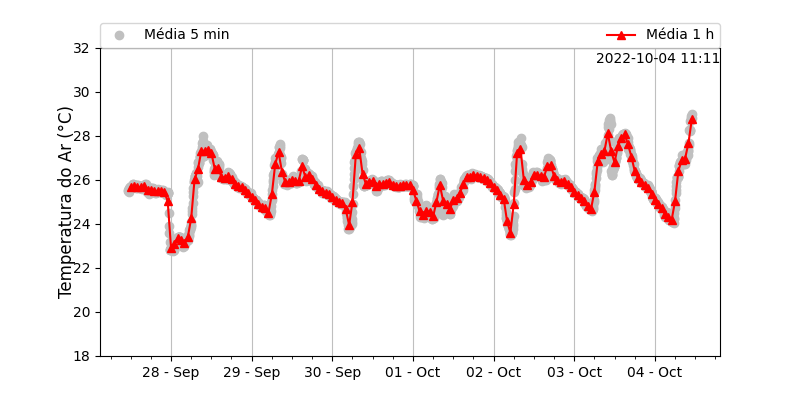 Média 5 min
Média 1 h
2022-10-04 11:11
Temperatura do Ar (°C)
32
30
28
26
24
22
20
18
28 - Sep
29 - Sep
30 - Sep
01 - Oct
02 - Oct
03 - Oct
04 - Oct